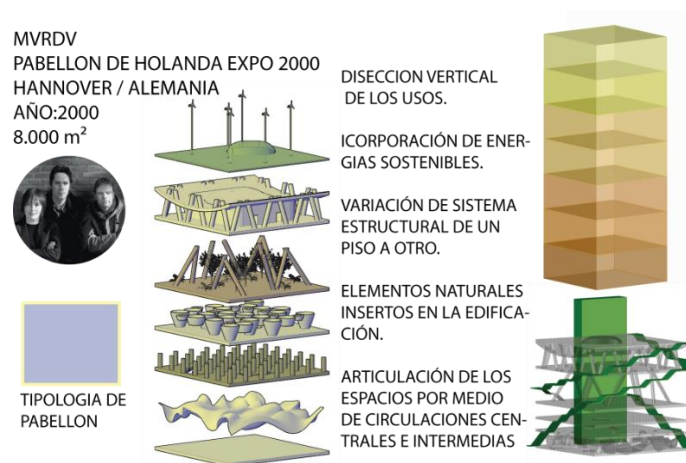 MVRDV
PABELLON DE HOLANDA EXPO 2000
HANNOVER / ALEMANIA
AÑO:2000
8.000 m²
TIPOLOGIA DE
PABELLON
DISECCION VERTICAL
DE LOS USOS.
ICORPORACIÓN DE ENER-
GIAS SOSTENIBLES.
VARIACIÓN DE SISTEMA
ESTRUCTURAL DE UN
PISO A OTRO.
ELEMENTOS NATURALES
INSERTOS EN LA EDIFICA-
CIÓN.
ARTICULACIÓN DE LOS
ESPACIOS POR MEDIO
DE CIRCULACIONES CEN-
TRALES E INTERMEDIAS